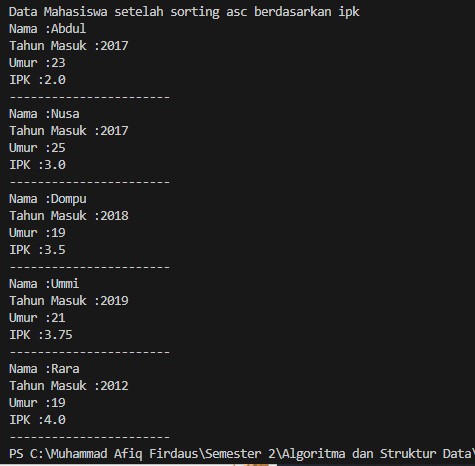 Data Mahasiswa setelah sorting asc berdasarkan ipk
Nama :Abdul
Tahun Masuk :2017
Umur :23
IPK :2.0
-----------------------
Nama :Nusa
Tahun Masuk :2017
Umur :25
IPK :3.0
-----------------------
Nama :Dompu
Tahun Masuk :2018
Umur :19
IPK :3.5
-----------------------
Nama :Ummi
Tahun Masuk :2019
Umur :21
IPK :3.75
-----------------------
Nama :Rara
Tahun Masuk :2012
Umur :19
IPK :4.0
-----------------------
PS C:\Muhammad Afiq Firdaus\Semester 2\Algoritma dan Struktur Data